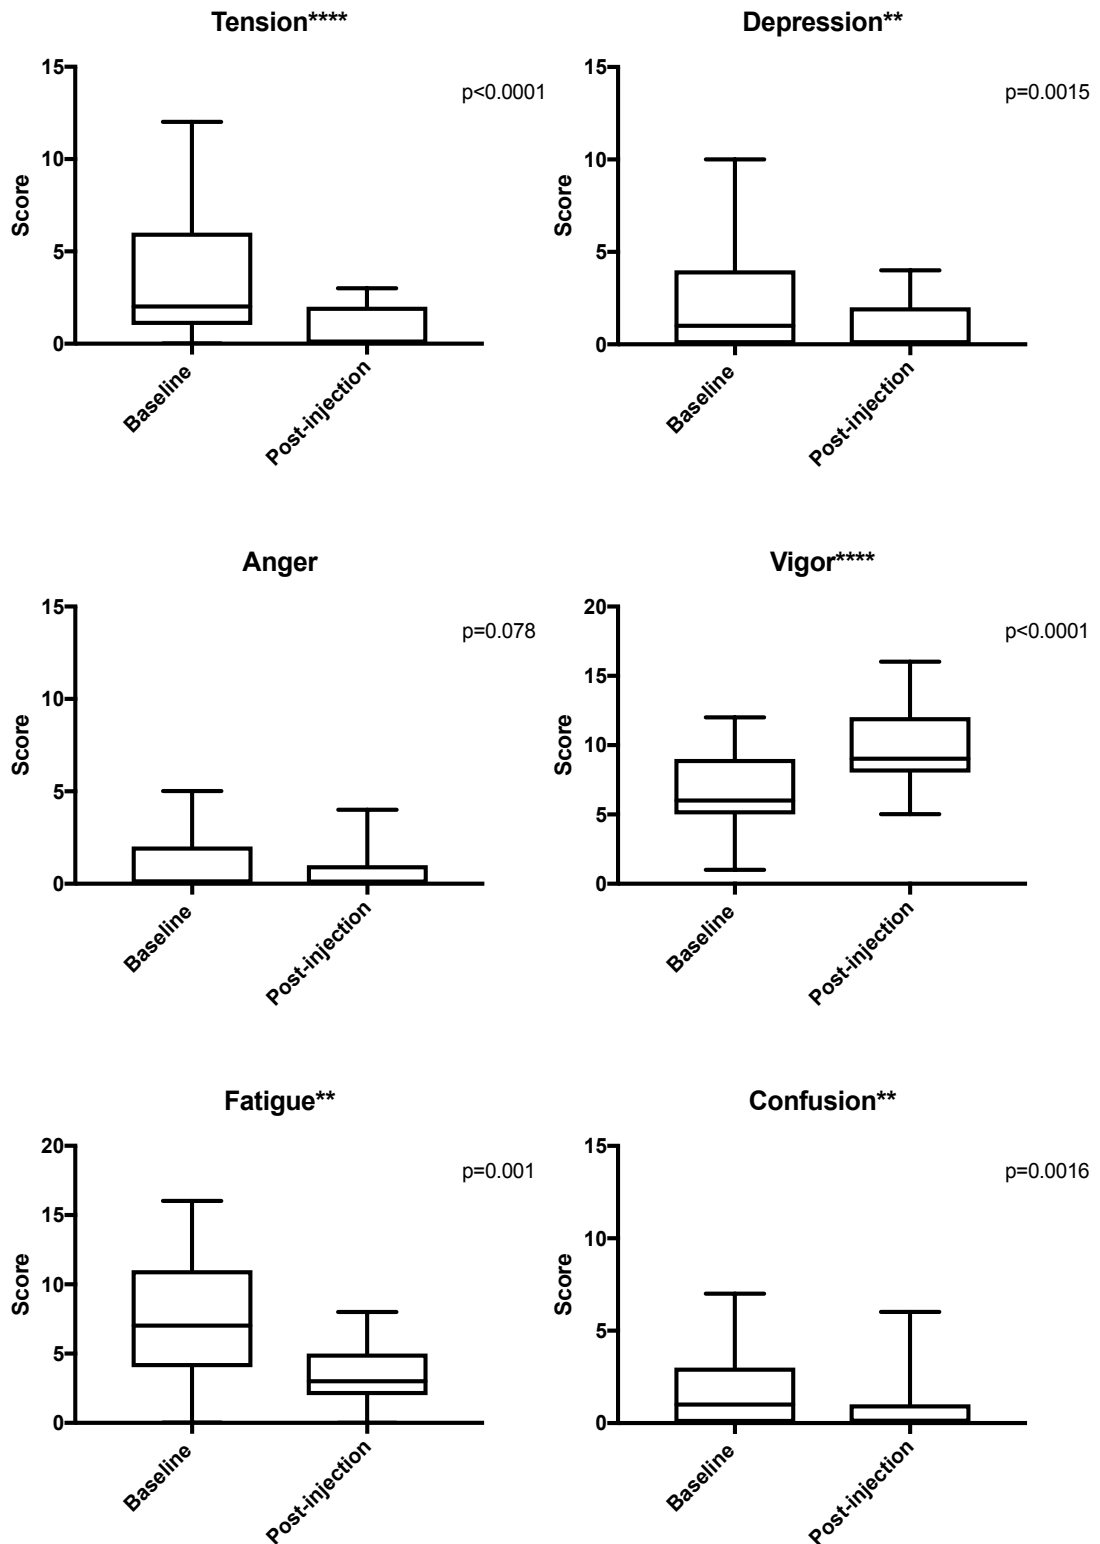 Tension****
p<0.0001
15
10
5
0
Score
Baseline
Post-injection
Depression**
p=0.0015
15
10
5
0
Score
Baseline
Post-injection
Anger
p=0.078
15
10
5
0
Score
Baseline
Post-injection
Vigor****
p<0.0001
20
15
10
5
0
Score
Baseline
Post-injection
Fatigue**
p=0.001
20
15
10
5
0
Score
Baseline
Post-injection
Confusion**
p=0.0016
15
10
5
0
Score
Baseline
Post-injection